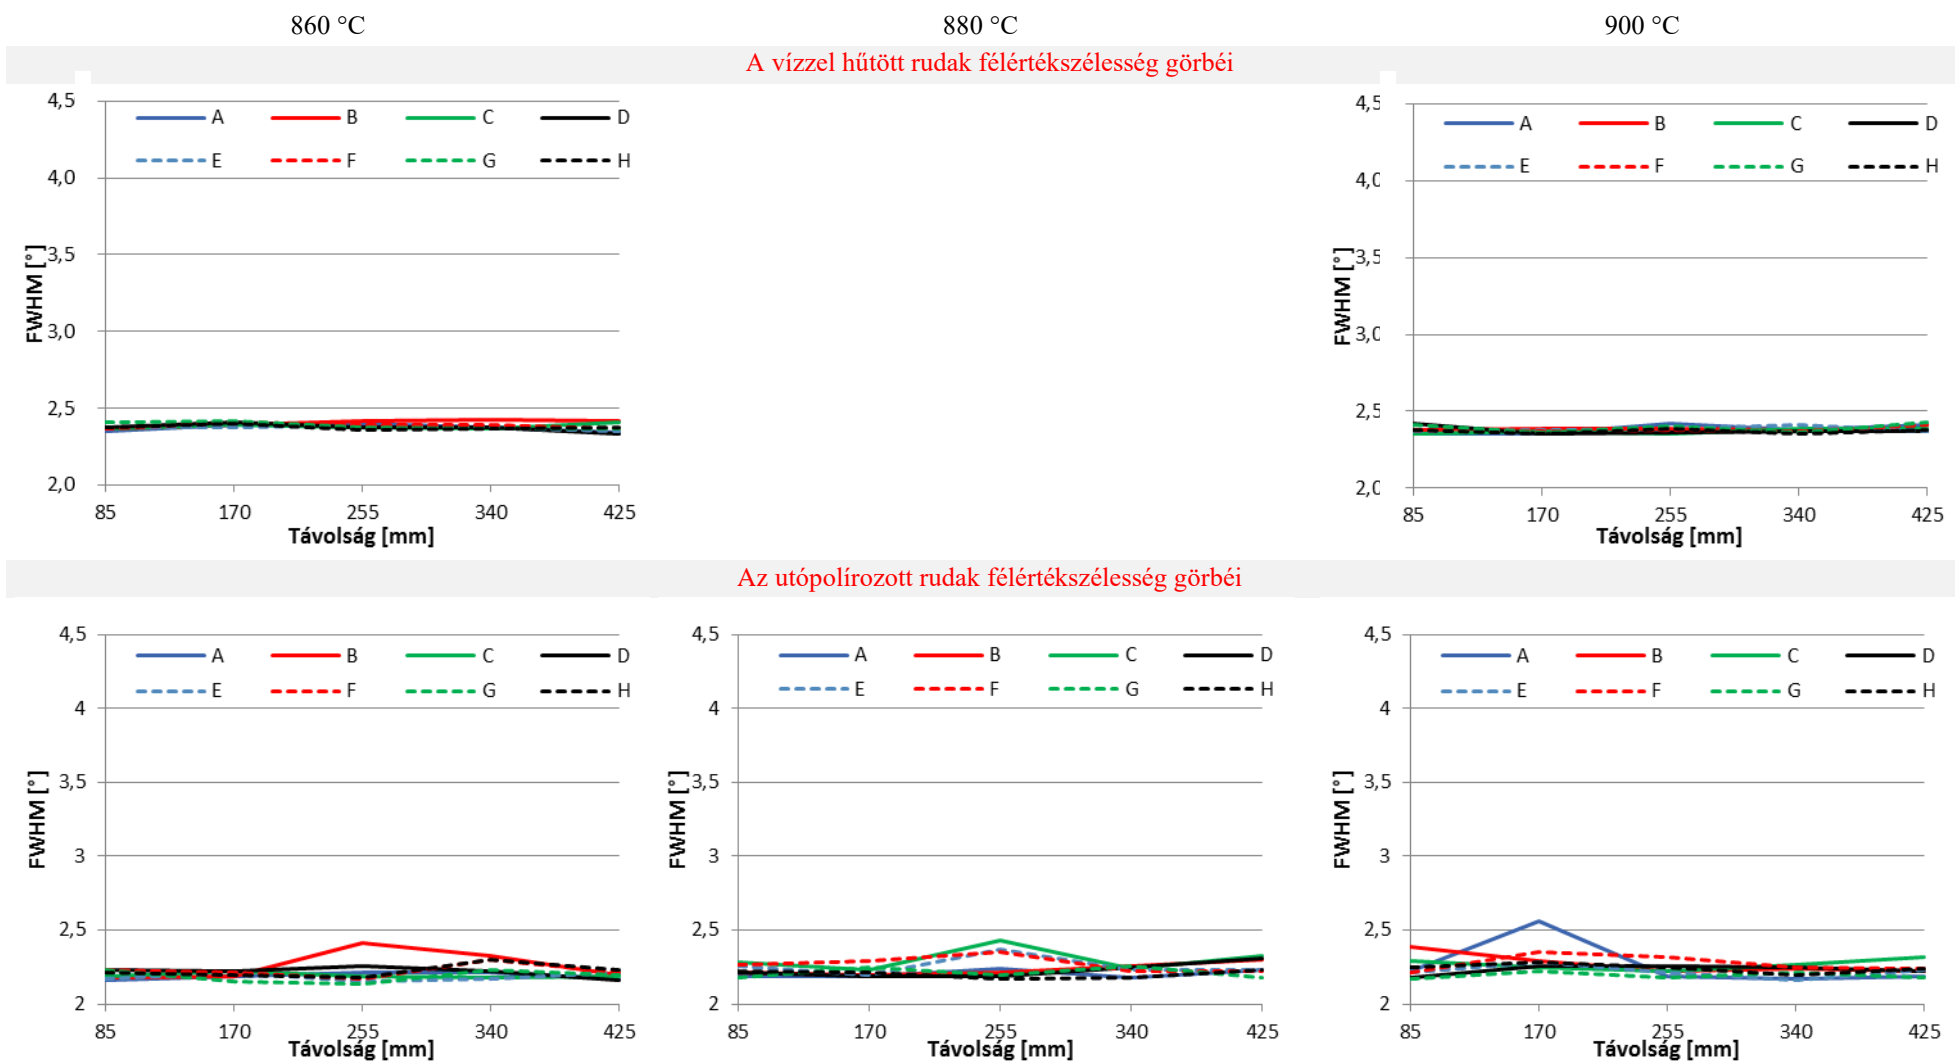 860 °C 880 °C 900 °C
A vízzel hűtött rudak félértékszélesség görbéi
4,5
4,0
3,5
3,0
2,5
2,0
FWHM [°]
A B C D
E F G H
85 170 255 340 425
Távolság [mm]
4,5
4,0
3,5
3,0
2,5
2,0
FWHM [°]
A B C D
E F G H
85 170 255 340 425
Távolság [mm]
Az utópolírozott rudak félértékszélesség görbéi
4,5
4
3,5
3
2,5
2
FWHM [°]
A B C D
E F G H
85 170 255 340 425
Távolság [mm]
4,5
4
3,5
3
2,5
2
FWHM [°]
A B C D
E F G H
85 170 255 340 425
Távolság [mm]
4,5
4
3,5
3
2,5
2
FWHM [°]
A B C D
E F G H
85 170 255 340 425
Távolság [mm]